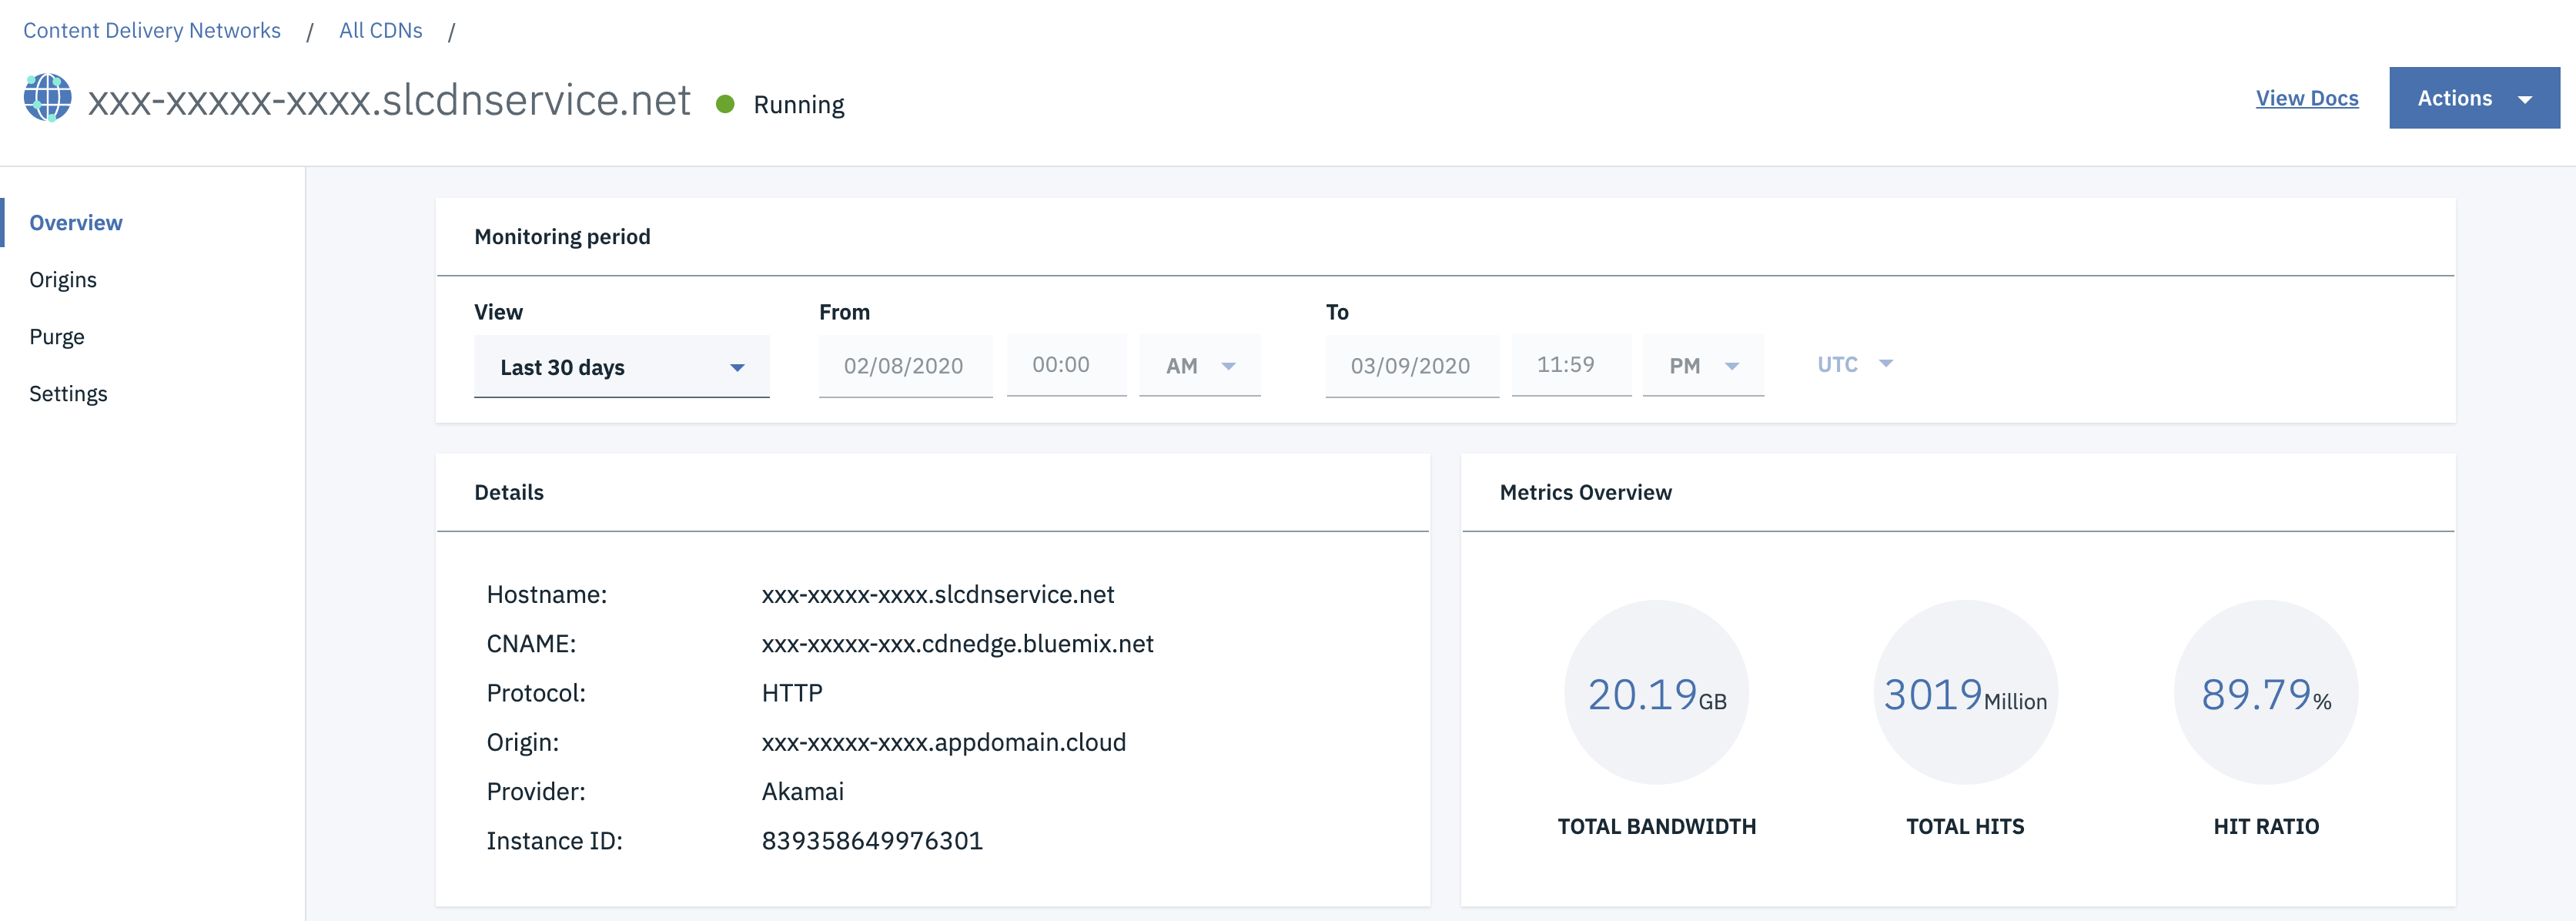 Content Delivery Networks / All CDNs /
xxx-xxxxx-xxxx.slcdnservice.net Running
View Docs Actions
Overview
Origins
Purge
Settings
Monitoring period
View From To
Last 30 days 02/08/2020 00:00 AM 03/09/2020 11:59 PM UTC
Details
Hostname: xxx-xxxxx-xxxx.slcdnservice.net
CNAME: xxx-xxxxx-xxx.cdnedge.bluemix.net
Protocol: HTTP
Origin: xxx-xxxxx-xxxx.appdomain.cloud
Provider: Akamai
Instance ID: 839358649976301
Metrics Overview
20.19GB 3019Million 89.79%
TOTAL BANDWIDTH TOTAL HITS HIT RATIO